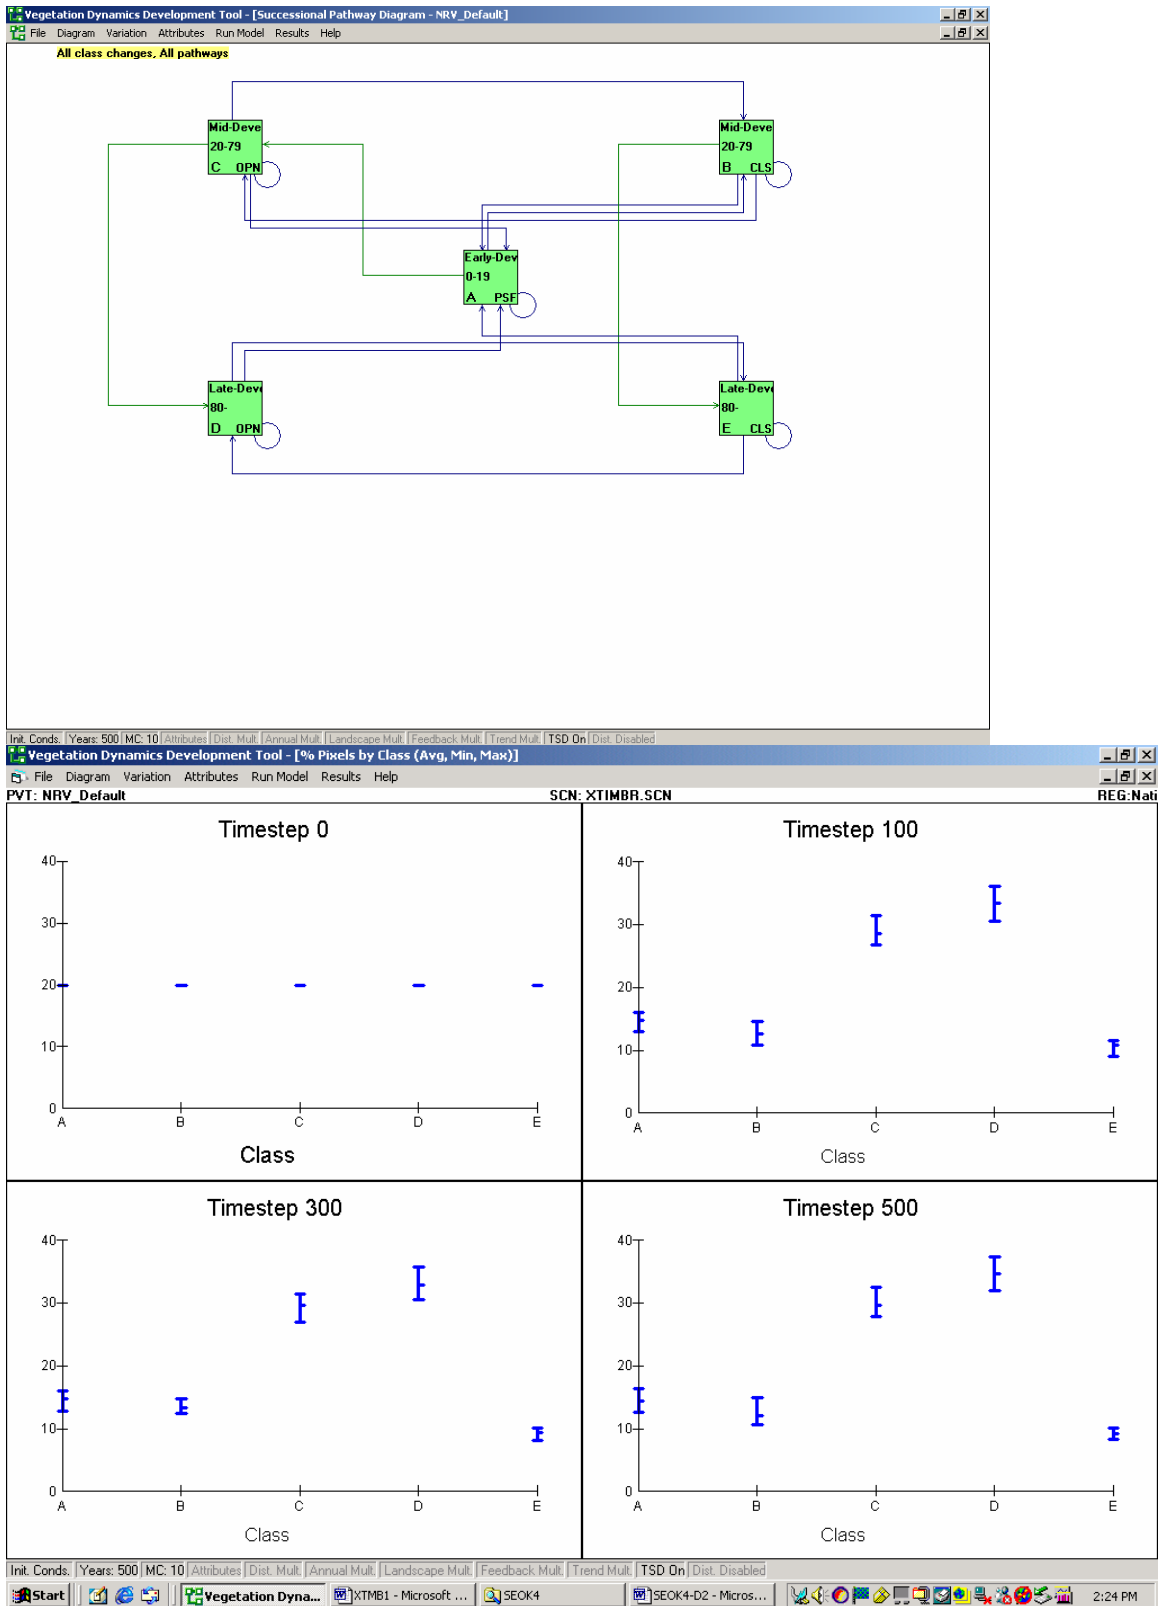 Vegetation Dynamics Development Tool - [Successional Pathway Diagram - NRV_Default]
File Diagram Variation Attributes Run Model Results Help
All class changes, All pathways
Mid-Deve
20-79
C OPN
Mid-Deve
20-79
B CLS
Early-Dev
0-19
A PSF
Late-Deve
80-
D OPN
Late-Deve
80-
E CLS
Init. Conds. Years: 500 MC: 10 Attributes Dist. Mult. Annual Mult. Landscape Mult. Feedback Mult. Trend Mult. TSD On Dist. Disabled
Vegetation Dynamics Development Tool - [% Pixels by Class (Avg, Min, Max)]
File Diagram Variation Attributes Run Model Results Help
PVT: NRV_Default SCN: XTIMBR.SCN REG:Nati
Timestep 0
40
30
20
10
0
A B C D E
Class
Timestep 100
40
30
20
10
0
A B C D E
Class
Timestep 300
40
30
20
10
0
A B C D E
Class
Timestep 500
40
30
20
10
0
A B C D E
Class
Init. Conds. Years: 500 MC: 10 Attributes Dist. Mult. Annual Mult. Landscape Mult. Feedback Mult. Trend Mult. TSD On Dist. Disabled
Start Vegetation Dyna... XTMB1 - Microsoft ... SEOK4 SEOK4-D2 - Micros... 2:24 PM